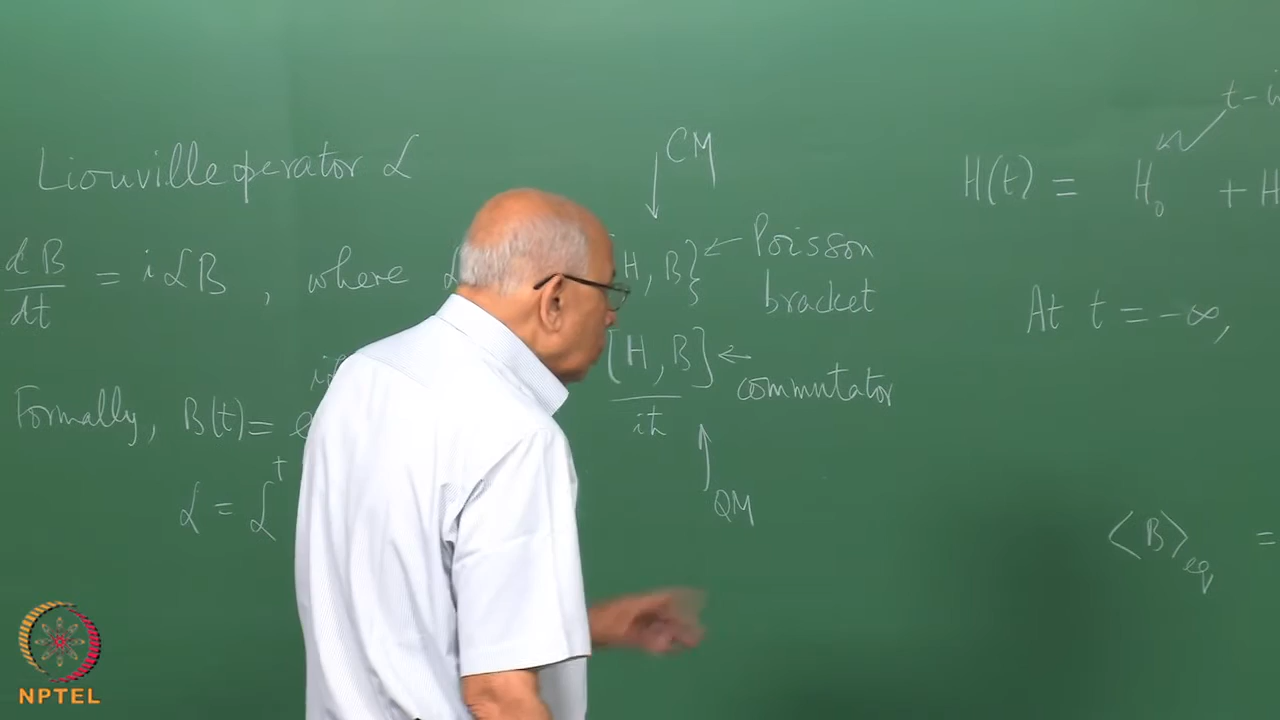 Liouville operator ℒ
dB/dt = iℒB, where
CM
↓
H, B} ← Poisson bracket
[H, B]/iħ ← commutator
↑
QM
Formally, B(t) =
ℒ = ℒ†
H(t) = H₀ + H
At t = -∞,
⟨B⟩eq =
NPTEL